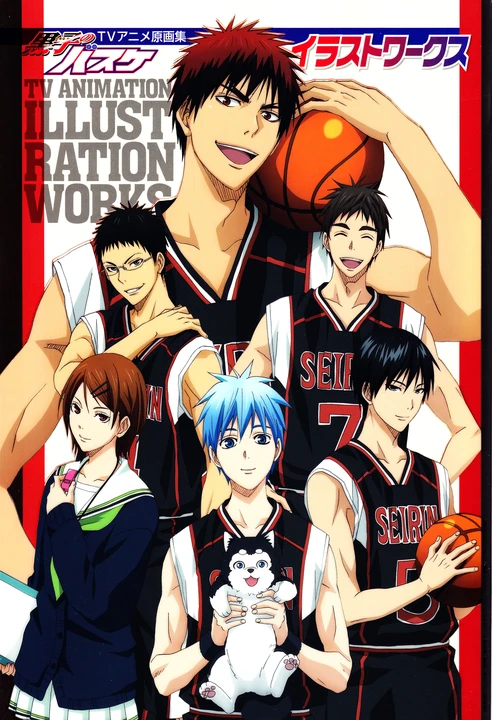 黒子の
バスケ
TVアニメ原画集
イラストワークス
TV ANIMATION
ILLUST
RATION
WORKS
SEIRIN
7
SEIRIN
5